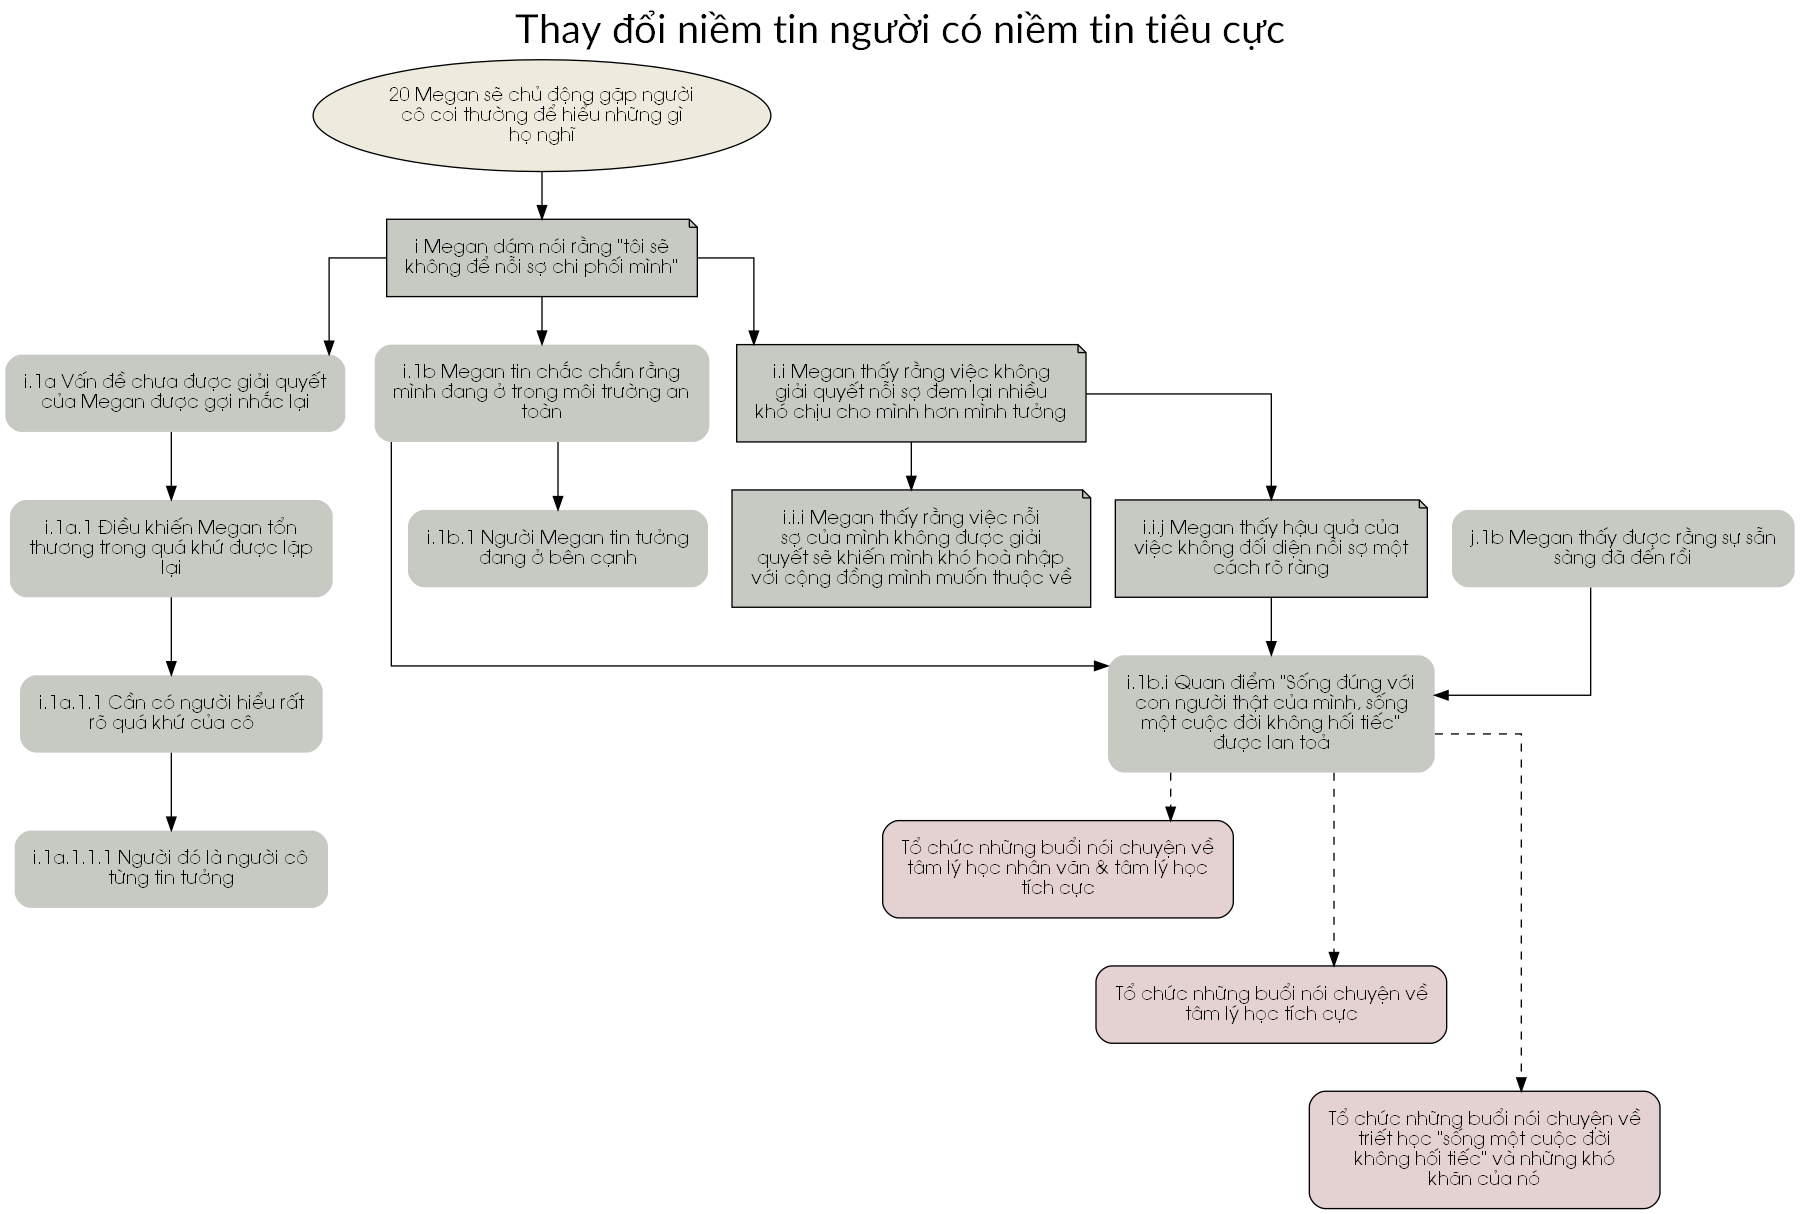 Thay đổi niềm tin người có niềm tin tiêu cực
20 Megan sẽ chủ động gặp người
cô coi thường để hiểu những gì
họ nghĩ
i Megan dám nói rằng "tôi sẽ
không để nỗi sợ chi phối mình"
i.1a Vấn đề chưa được giải quyết
của Megan được gợi nhắc lại
i.1b Megan tin chắc chắn rằng
mình đang ở trong môi trường an
toàn
i.i Megan thấy rằng việc không
giải quyết nỗi sợ đem lại nhiều
khó chịu cho mình hơn mình tưởng
i.1a.1 Điều khiến Megan tổn
thương trong quá khứ được lặp
lại
i.1b.1 Người Megan tin tưởng
đang ở bên cạnh
i.i.i Megan thấy rằng việc nỗi
sợ của mình không được giải
quyết sẽ khiến mình khó hoà nhập
với cộng đồng mình muốn thuộc về
i.i.j Megan thấy hậu quả của
việc không đối diện nỗi sợ một
cách rõ ràng
j.1b Megan thấy được rằng sự sẵn
sàng đã đến rồi
i.1a.1.1 Cần có người hiểu rất
rõ quá khứ của cô
i.1b.i Quan điểm "Sống đúng với
con người thật của mình, sống
một cuộc đời không hối tiếc"
được lan toả
i.1a.1.1.1 Người đó là người cô
từng tin tưởng
Tổ chức những buổi nói chuyện về
tâm lý học nhân văn & tâm lý học
tích cực
Tổ chức những buổi nói chuyện về
tâm lý học tích cực
Tổ chức những buổi nói chuyện về
triết học "sống một cuộc đời
không hối tiếc" và những khó
khăn của nó